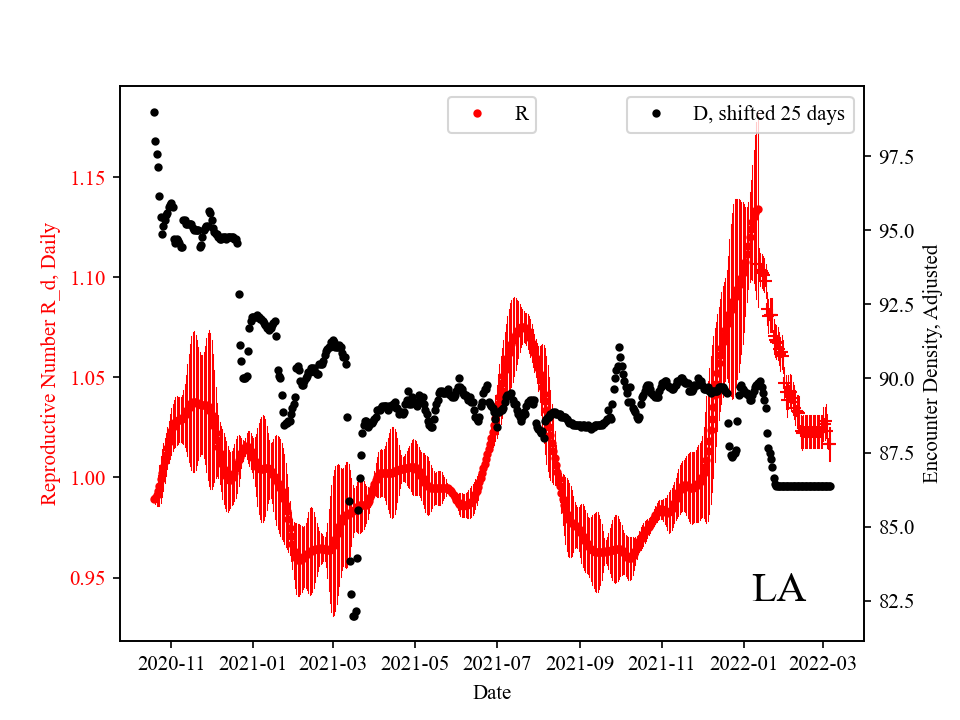 R
D, shifted 25 days
Reproductive Number R_d, Daily
1.15
1.10
1.05
1.00
0.95
97.5
95.0
92.5
90.0
87.5
85.0
82.5
Encounter Density, Adjusted
LA
2020-11 2021-01 2021-03 2021-05 2021-07 2021-09 2021-11 2022-01 2022-03
Date